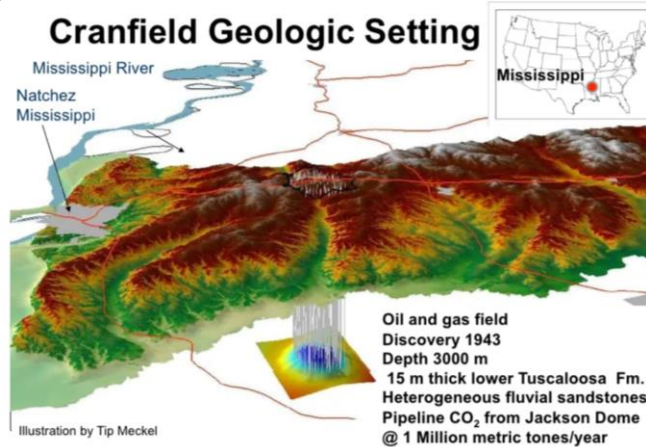 Cranfield Geologic Setting
Mississippi River
Natchez
Mississippi
Mississippi
Oil and gas field
Discovery 1943
Depth 3000 m
15 m thick lower Tuscaloosa Fm.
Heterogeneous fluvial sandstones
Pipeline CO₂ from Jackson Dome
@ 1 Million metric tones/year
Illustration by Tip Meckel